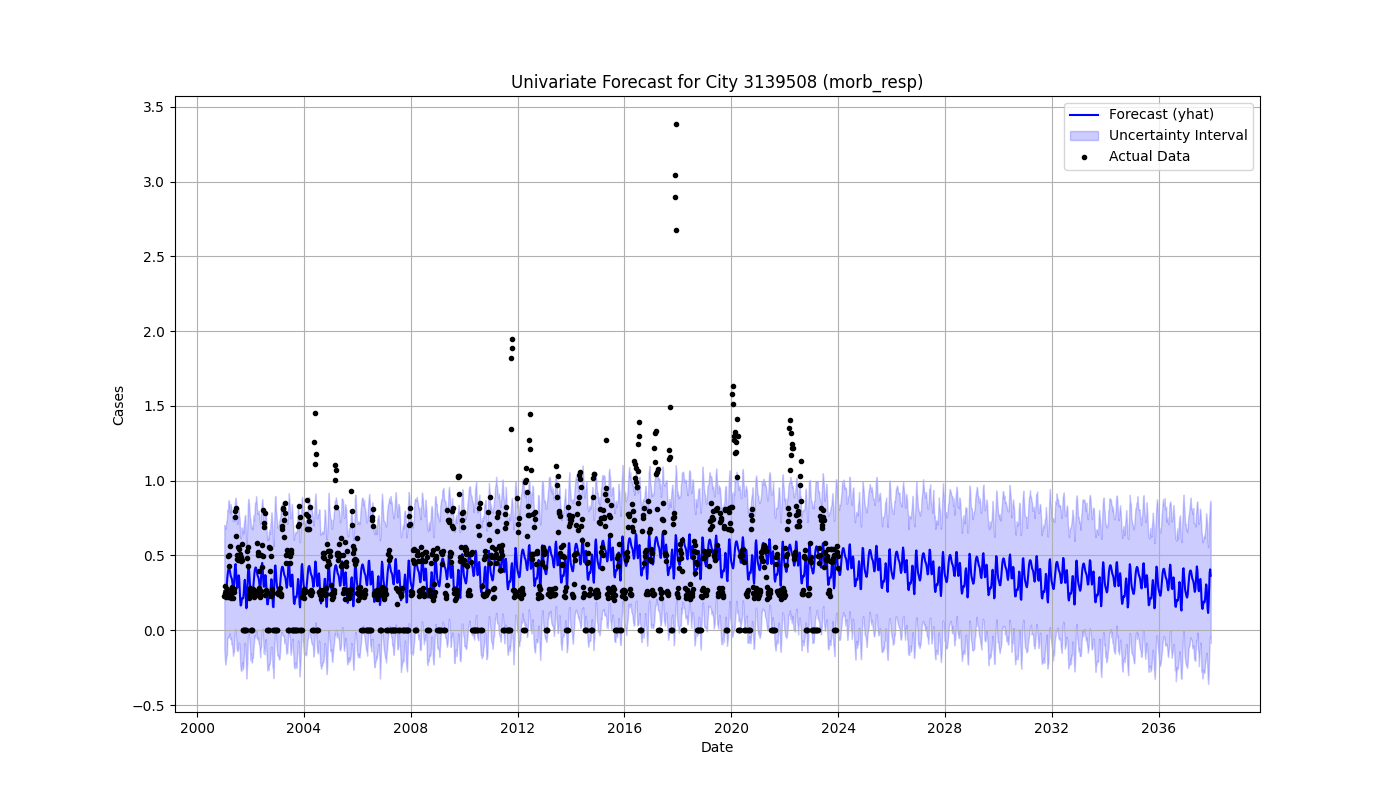 Univariate Forecast for City 3139508 (morb_resp)
Forecast (yhat)
Uncertainty Interval
Actual Data
3.5
3.0
2.5
2.0
1.5
1.0
0.5
0.0
−0.5
Cases
2000 2004 2008 2012 2016 2020 2024 2028 2032 2036
Date